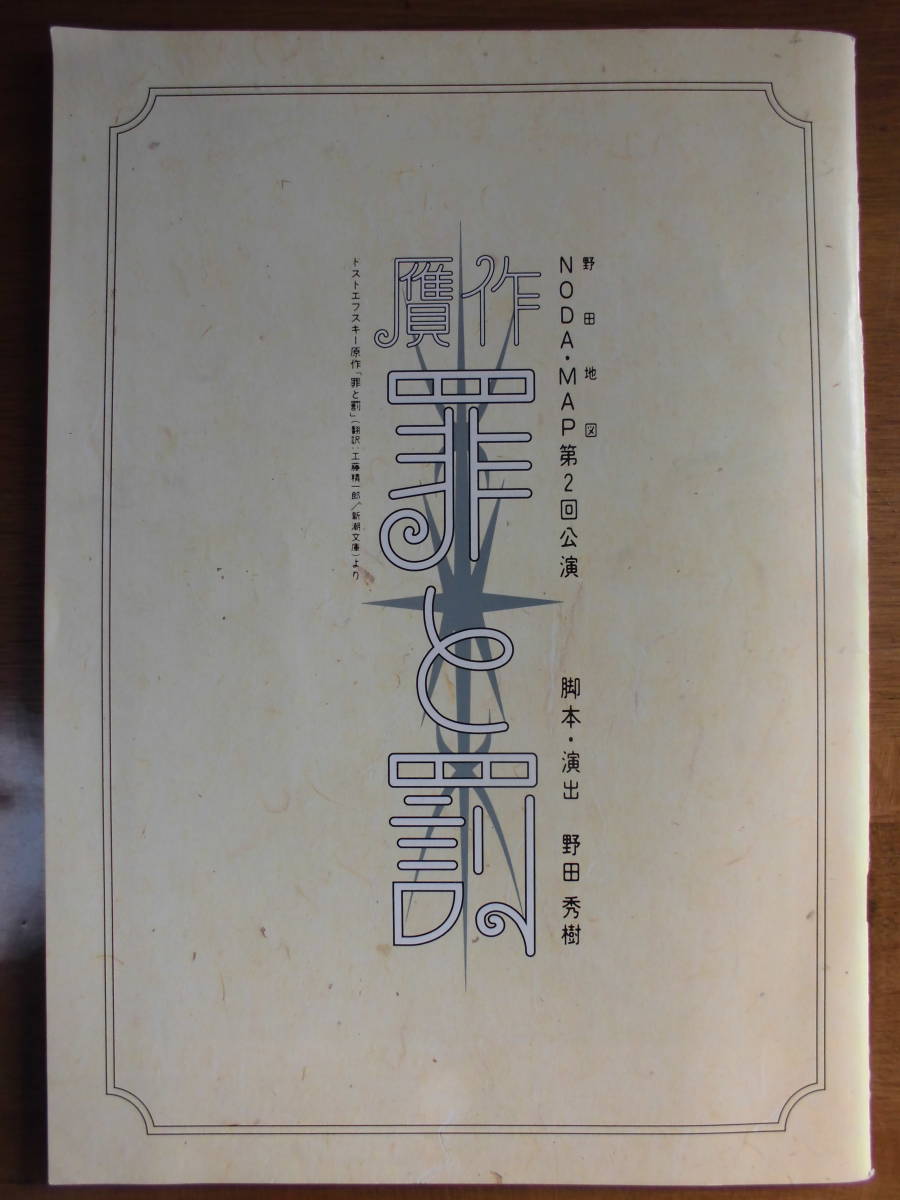 野田地図
NODA・MAP第2回公演　脚本・演出　野田秀樹
贋作
罪と罰
ドストエフスキー原作「罪と罰」(翻訳:工藤精一郎/新潮文庫)より